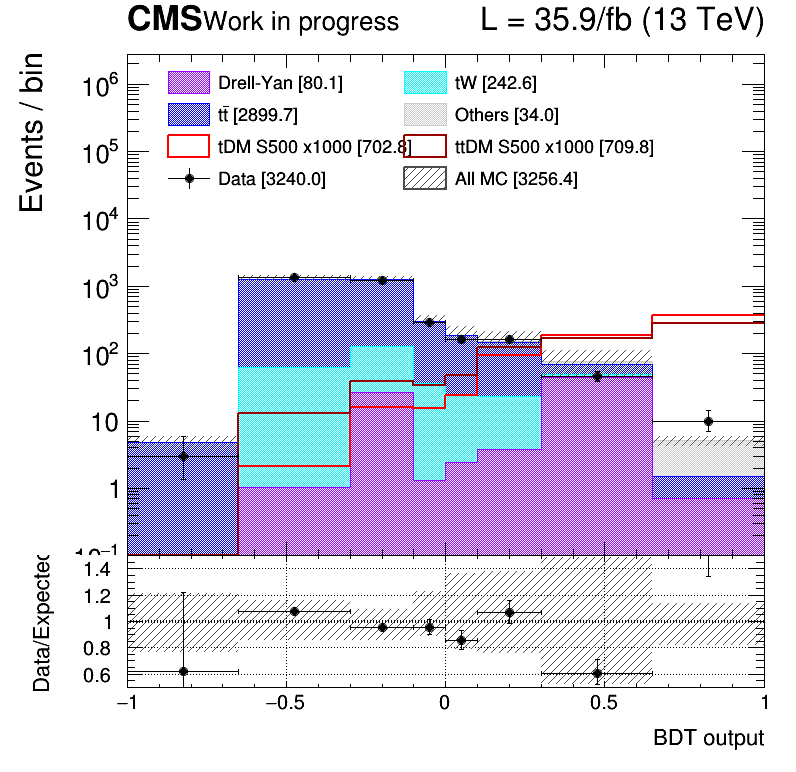 CMS Work in progress L = 35.9/fb (13 TeV)
Events / bin
Drell-Yan [80.1] tW [242.6]
tt̄ [2899.7] Others [34.0]
tDM S500 x1000 [702.8] ttDM S500 x1000 [709.8]
Data [3240.0] All MC [3256.4]
10⁶
10⁵
10⁴
10³
10²
10
1
10⁻¹
Data/Expected
1.4
1.2
1
0.8
0.6
−1 −0.5 0 0.5 1
BDT output